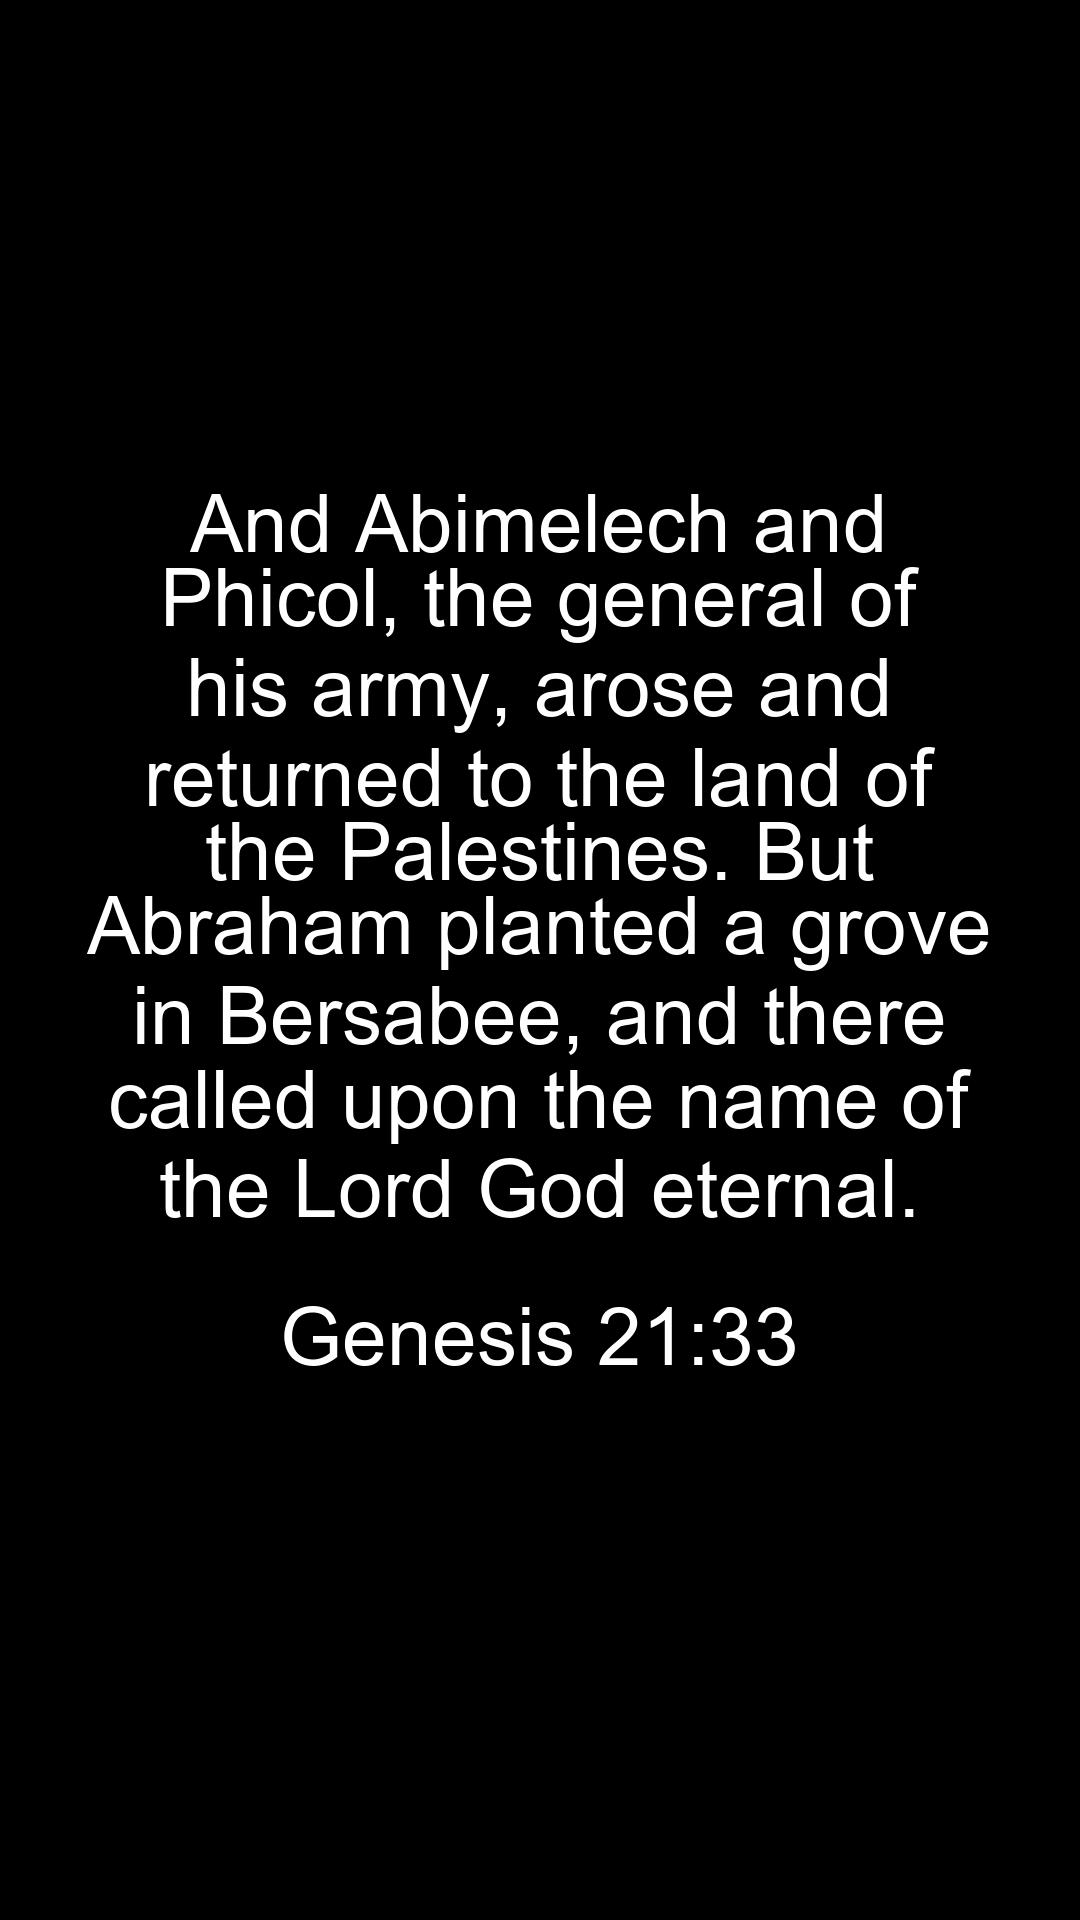 And Abimelech and
Phicol, the general of
his army, arose and
returned to the land of
the Palestines. But
Abraham planted a grove
in Bersabee, and there
called upon the name of
the Lord God eternal.
Genesis 21:33